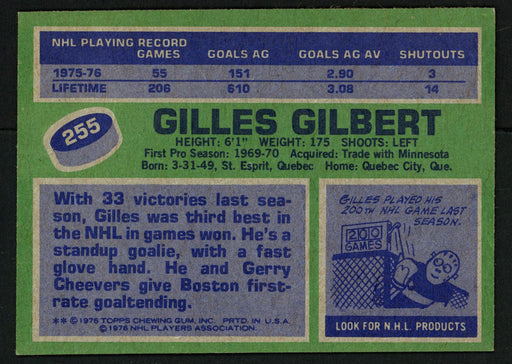 NHL PLAYING RECORD
GAMES GOALS AG GOALS AG AV SHUTOUTS
1975-76 55 151 2.90 3
LIFETIME 206 610 3.08 14
255
GILLES GILBERT
HEIGHT: 6'1" WEIGHT: 175 SHOOTS: LEFT
First Pro Season: 1969-70 Acquired: Trade with Minnesota
Born: 3-31-49, St. Esprit, Quebec Home: Quebec City, Que.
With 33 victories last sea-
son, Gilles was third best in
the NHL in games won. He's a
standup goalie, with a fast
glove hand. He and Gerry
Cheevers give Boston first-
rate goaltending.
** © 1976 TOPPS CHEWING GUM, INC. PRTD. IN U.S.A.
© 1976 NHL PLAYERS ASSOCIATION.
GILLES PLAYED HIS
200TH NHL GAME LAST
SEASON.
200
GAMES
LOOK FOR N.H.L. PRODUCTS